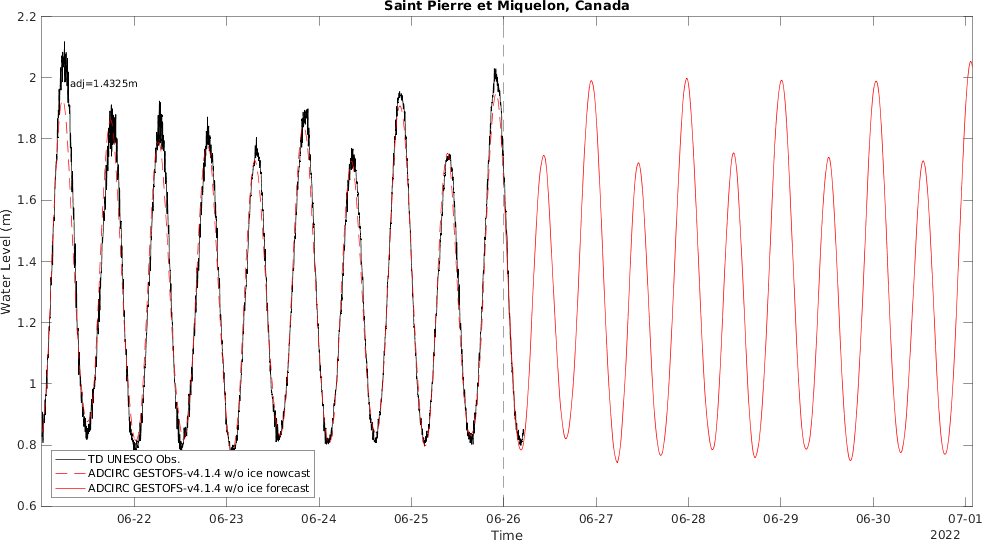 Saint Pierre et Miquelon, Canada
2.2
2
1.8
1.6
1.4
1.2
1
0.8
0.6
Water Level (m)
adj=1.4325m
TD UNESCO Obs.
ADCIRC GESTOFS-v4.1.4 w/o ice nowcast
ADCIRC GESTOFS-v4.1.4 w/o ice forecast
06-22
06-23
06-24
06-25
06-26
06-27
06-28
06-29
06-30
07-01
Time
2022